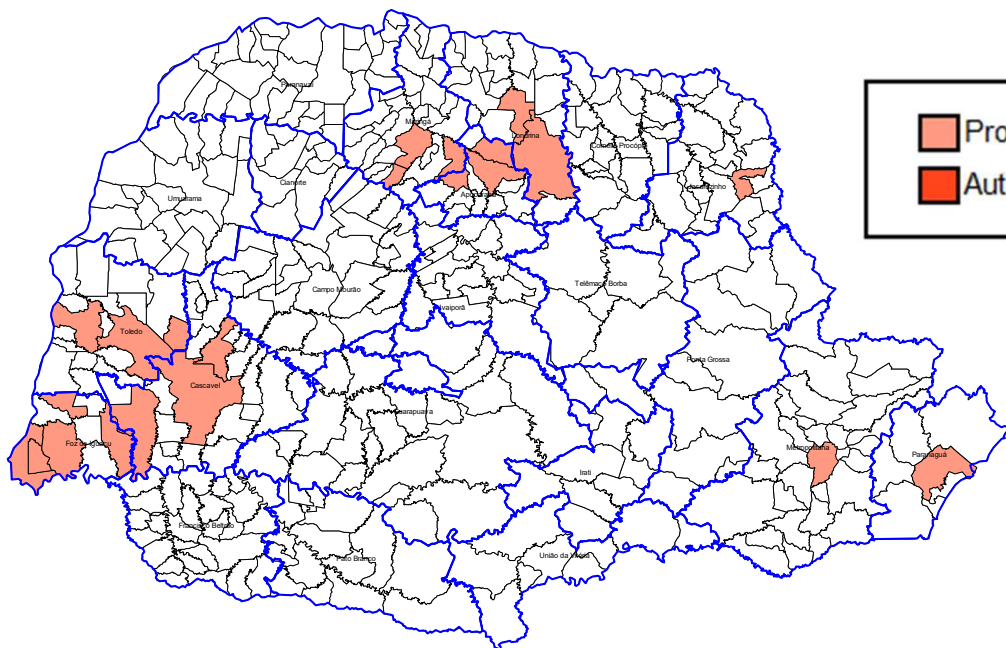 Paranavaí
Maringá
Londrina
Cornélio Procópio
Jacarezinho
Apucarana
Cianorte
Umuarama
Campo Mourão
Ivaiporã
Telêmaco Borba
Toledo
Cascavel
Ponta Grossa
Guarapuava
Foz do Iguaçu
Metropolitana
Paranaguá
Irati
Francisco Beltrão
Pato Branco
União da Vitória
Pro
Aut